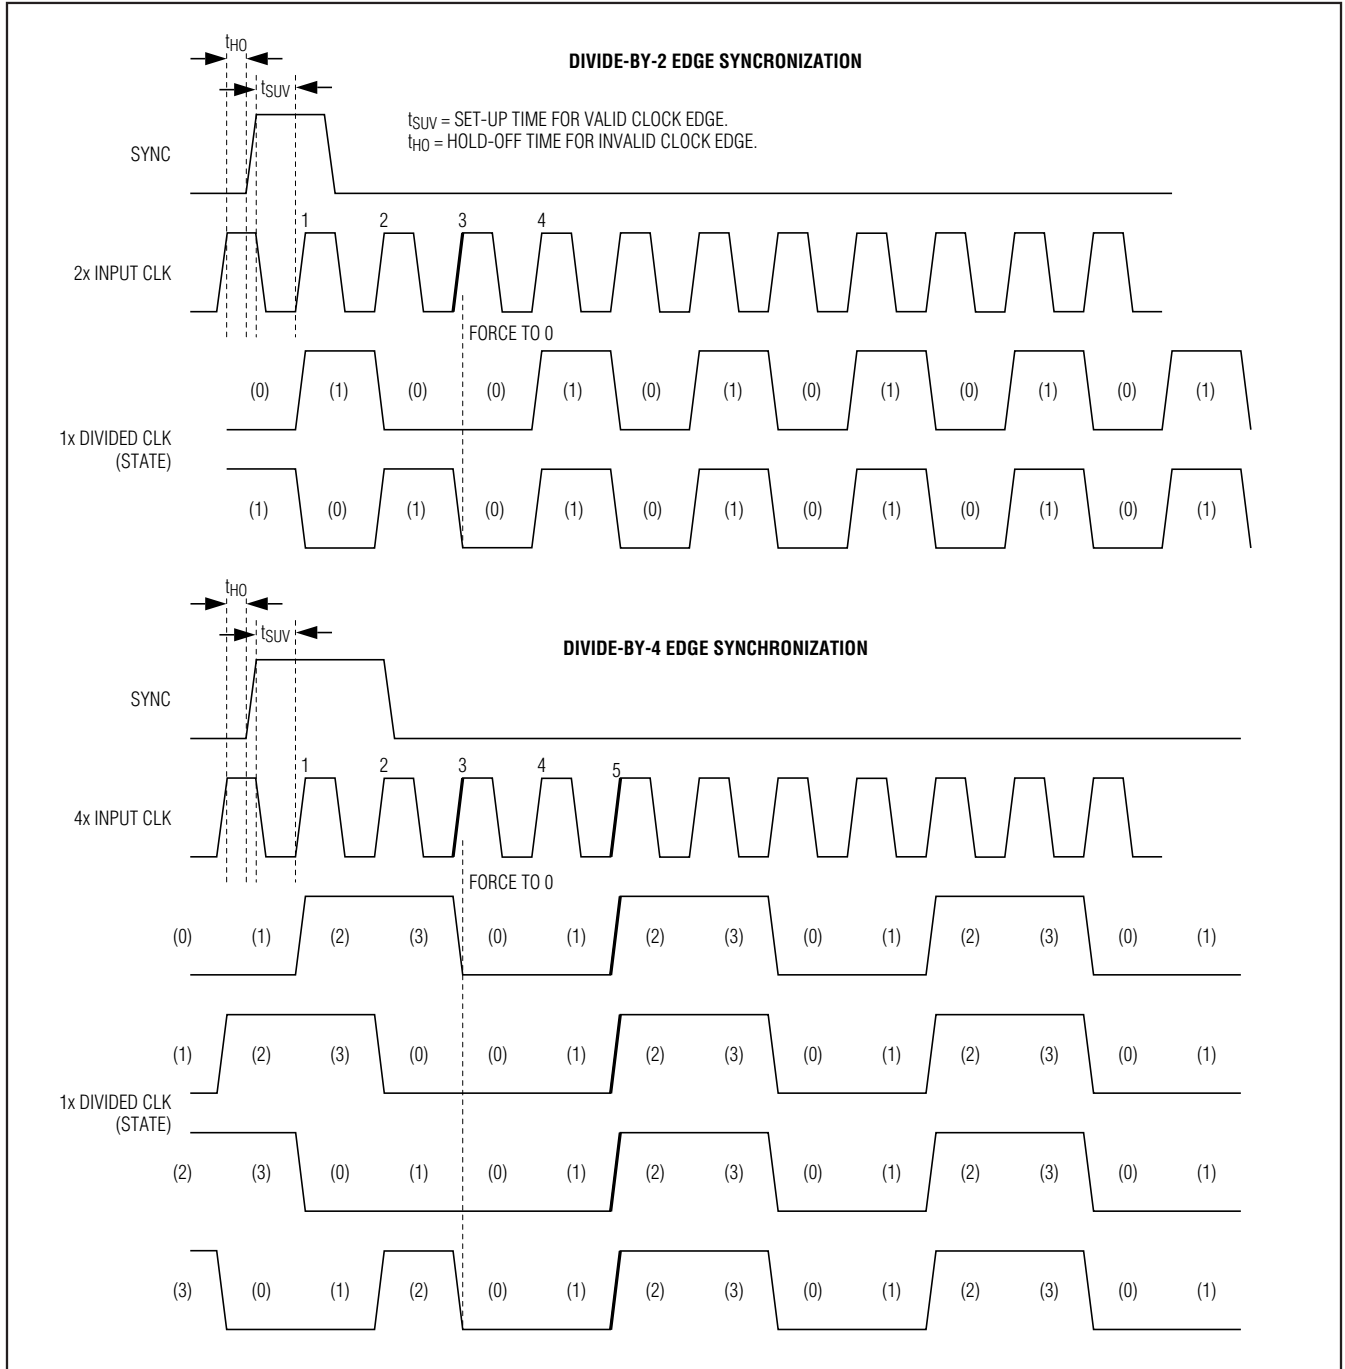 tHO
DIVIDE-BY-2 EDGE SYNCRONIZATION
tSUV
tSUV = SET-UP TIME FOR VALID CLOCK EDGE.
tHO = HOLD-OFF TIME FOR INVALID CLOCK EDGE.
SYNC
1 2 3 4
2x INPUT CLK
FORCE TO 0
(0) (1) (0) (0) (1) (0) (1) (0) (1) (0) (1) (0) (1)
1x DIVIDED CLK
(STATE)
(1) (0) (1) (0) (1) (0) (1) (0) (1) (0) (1) (0) (1)
tHO
tSUV
DIVIDE-BY-4 EDGE SYNCHRONIZATION
SYNC
1 2 3 4 5
4x INPUT CLK
FORCE TO 0
(0) (1) (2) (3) (0) (1) (2) (3) (0) (1) (2) (3) (0) (1)
(1) (2) (3) (0) (0) (1) (2) (3) (0) (1) (2) (3) (0) (1)
1x DIVIDED CLK
(STATE)
(2) (3) (0) (1) (0) (1) (2) (3) (0) (1) (2) (3) (0) (1)
(3) (0) (1) (2) (0) (1) (2) (3) (0) (1) (2) (3) (0) (1)